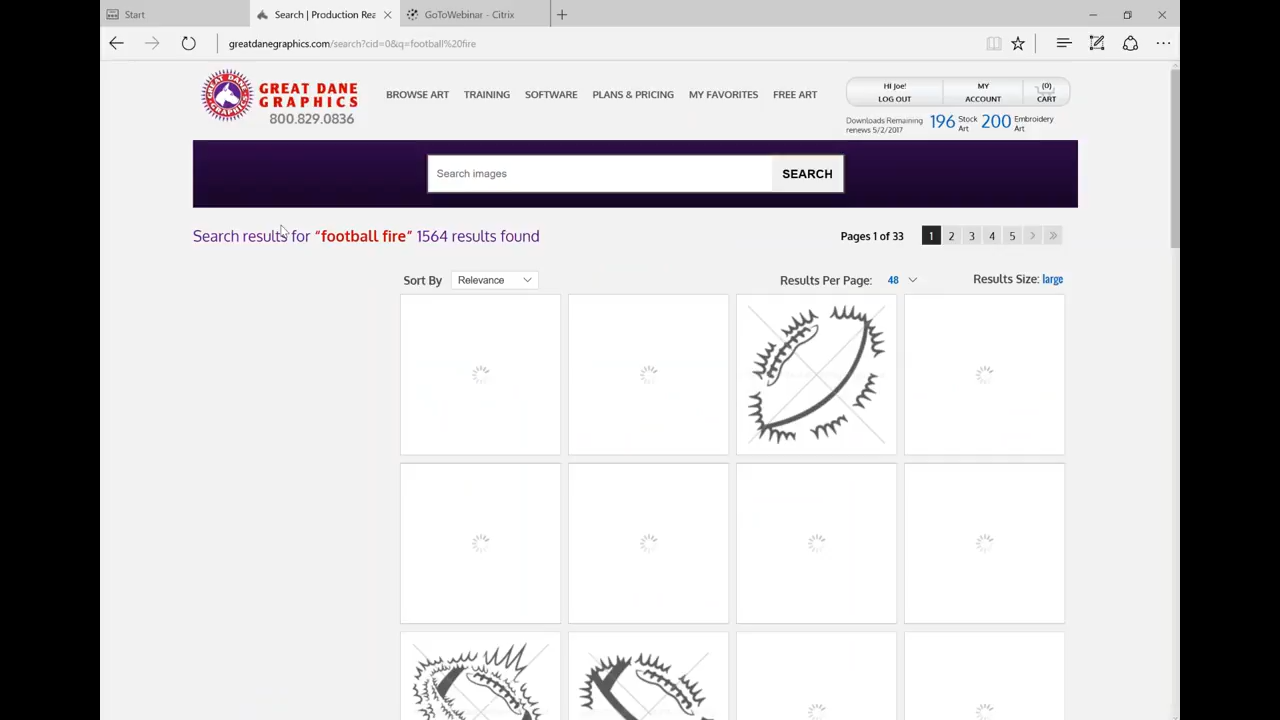 Start
Search | Production Rea
GoToWebinar - Citrix
greatdanegraphics.com/search?cid=0&q=football%20fire
GREAT DANE
GRAPHICS
800.829.0836
BROWSE ART
TRAINING
SOFTWARE
PLANS & PRICING
MY FAVORITES
FREE ART
Hi Joe!
LOG OUT
MY
ACCOUNT
(0)
CART
Downloads Remaining
renews 5/2/2017
196 Stock
Art
200 Embroidery
Art
Search images
SEARCH
Search results for "football fire" 1564 results found
Pages 1 of 33
1 2 3 4 5
Sort By Relevance
Results Per Page: 48
Results Size: large